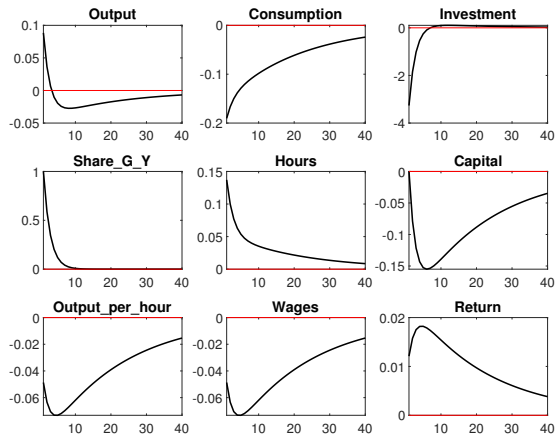 Output Consumption Investment
0.1 0 0
0.05 -0.1 -2
0 -0.2 -4
-0.05
10 20 30 40 10 20 30 40 10 20 30 40
Share_G_Y Hours Capital
1 0.15 0
0.5 0.1 -0.05
0 0.05 -0.1
0 -0.15
10 20 30 40 10 20 30 40 10 20 30 40
Output_per_hour Wages Return
0 0 0.02
-0.02 -0.02 0.01
-0.04 -0.04 0
-0.06 -0.06
10 20 30 40 10 20 30 40 10 20 30 40